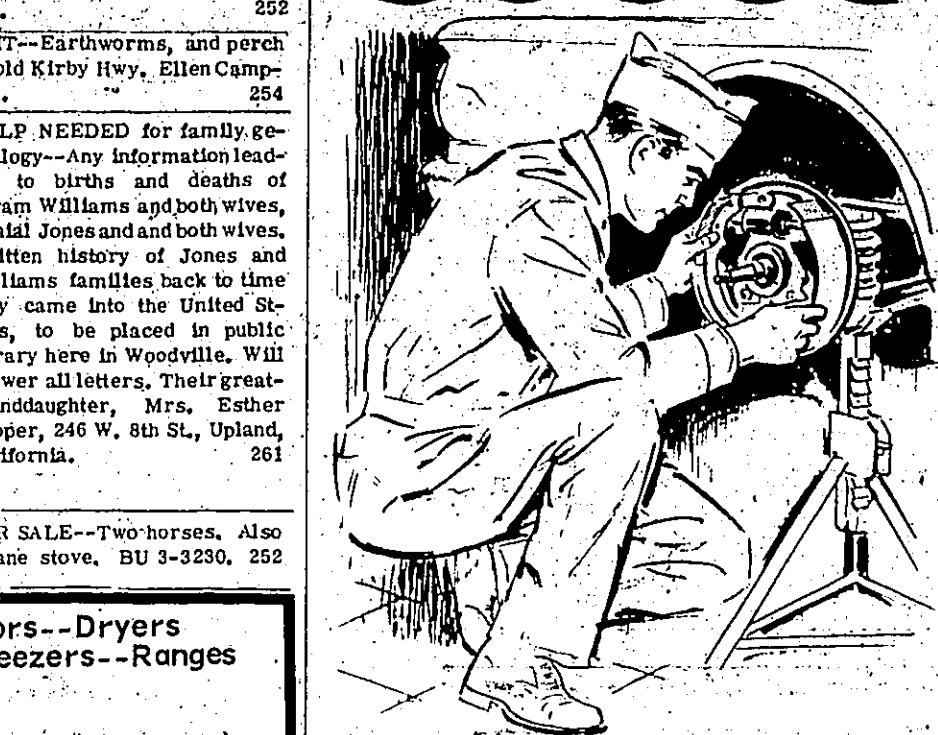 252
T--Earthworms, and perch
old Kirby Hwy. Ellen Camp-
254
LP NEEDED for family ge-
logy--Any information lead-
to births and deaths of
ram Williams and both wives,
nial Jones and and both wives.
itten history of Jones and
lliams families back to time
y came into the United St-
s, to be placed in public
rary here in Woodville. Will
wer all letters. Their great-
nddaughter, Mrs. Esther
oper, 246 W. 8th St., Upland,
ifornia. 261
R SALE--Two horses. Also
ane stove. BU 3-3230. 252
ors--Dryers
eezers--Ranges